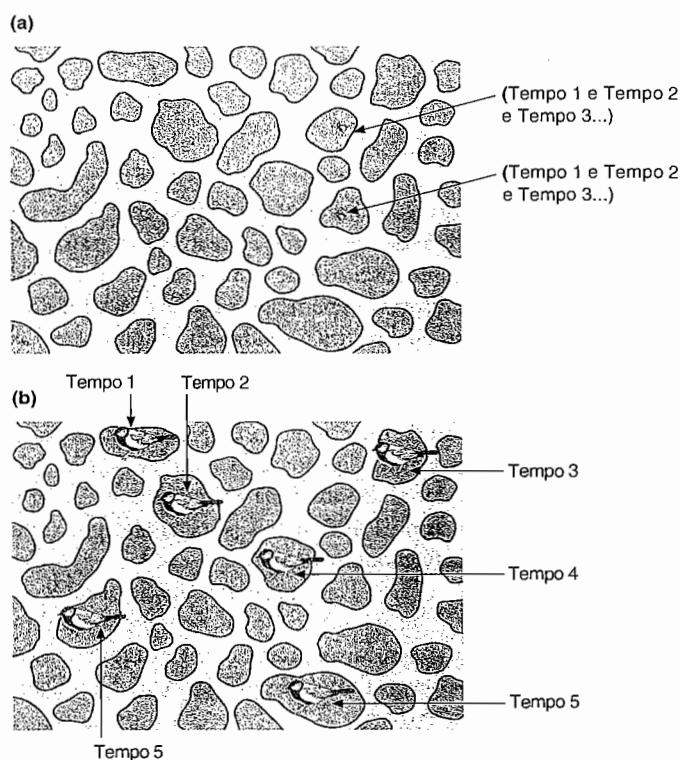 (a)
(Tempo 1 e Tempo 2
e Tempo 3...)
(Tempo 1 e Tempo 2
e Tempo 3...)
(b)
Tempo 1
Tempo 2
Tempo 3
Tempo 4
Tempo 5
Tempo 5